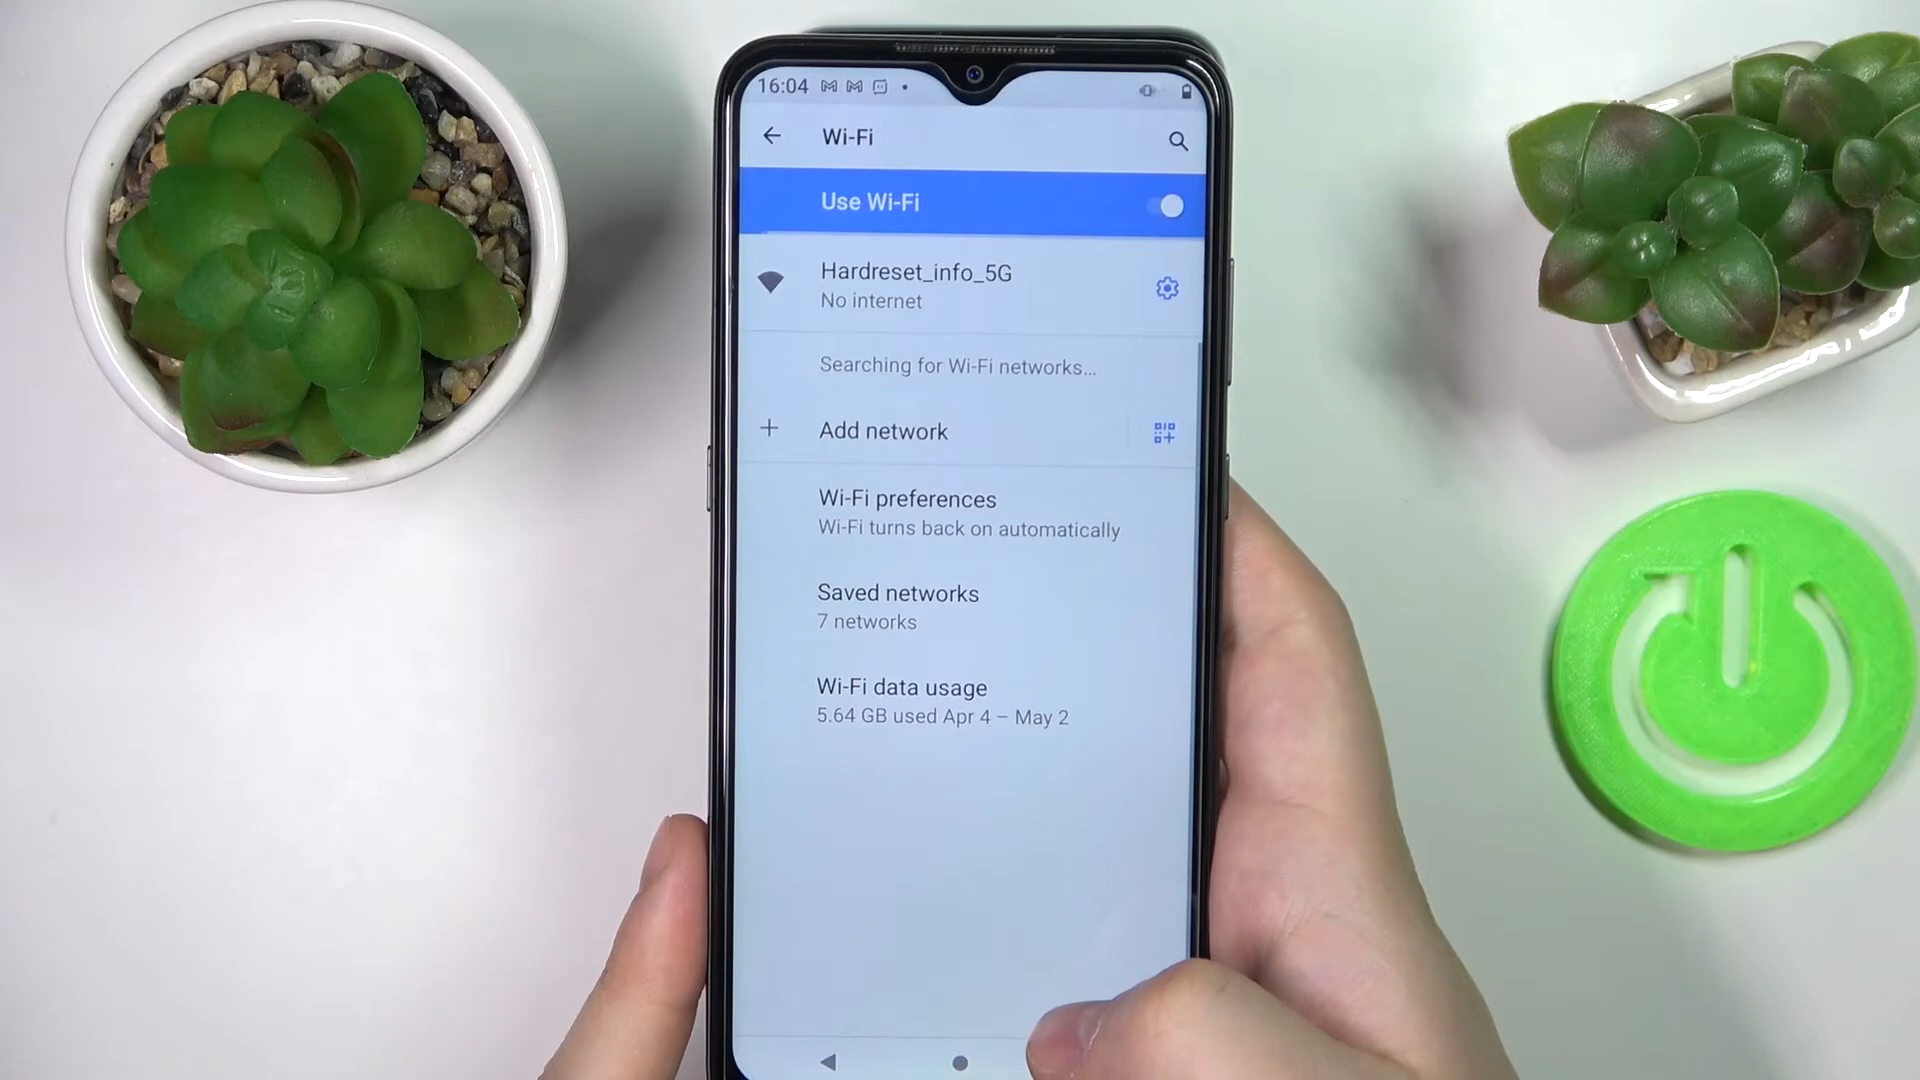 16:04
Wi-Fi
Use Wi-Fi
Hardreset_info_5G
No internet
Searching for Wi-Fi networks…
Add network
Wi-Fi preferences
Wi-Fi turns back on automatically
Saved networks
7 networks
Wi-Fi data usage
5.64 GB used Apr 4 – May 2